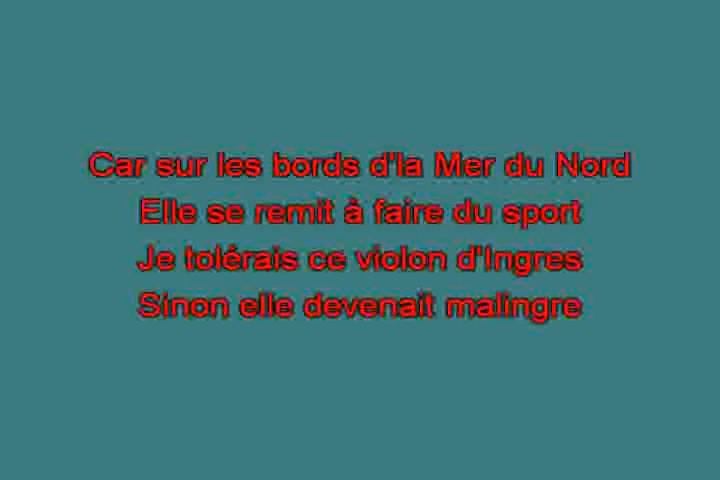 Car sur les bords d'la Mer du Nord
Elle se remit à faire du sport
Je tolérais ce violon d'Ingres
Sinon elle devenait malingre